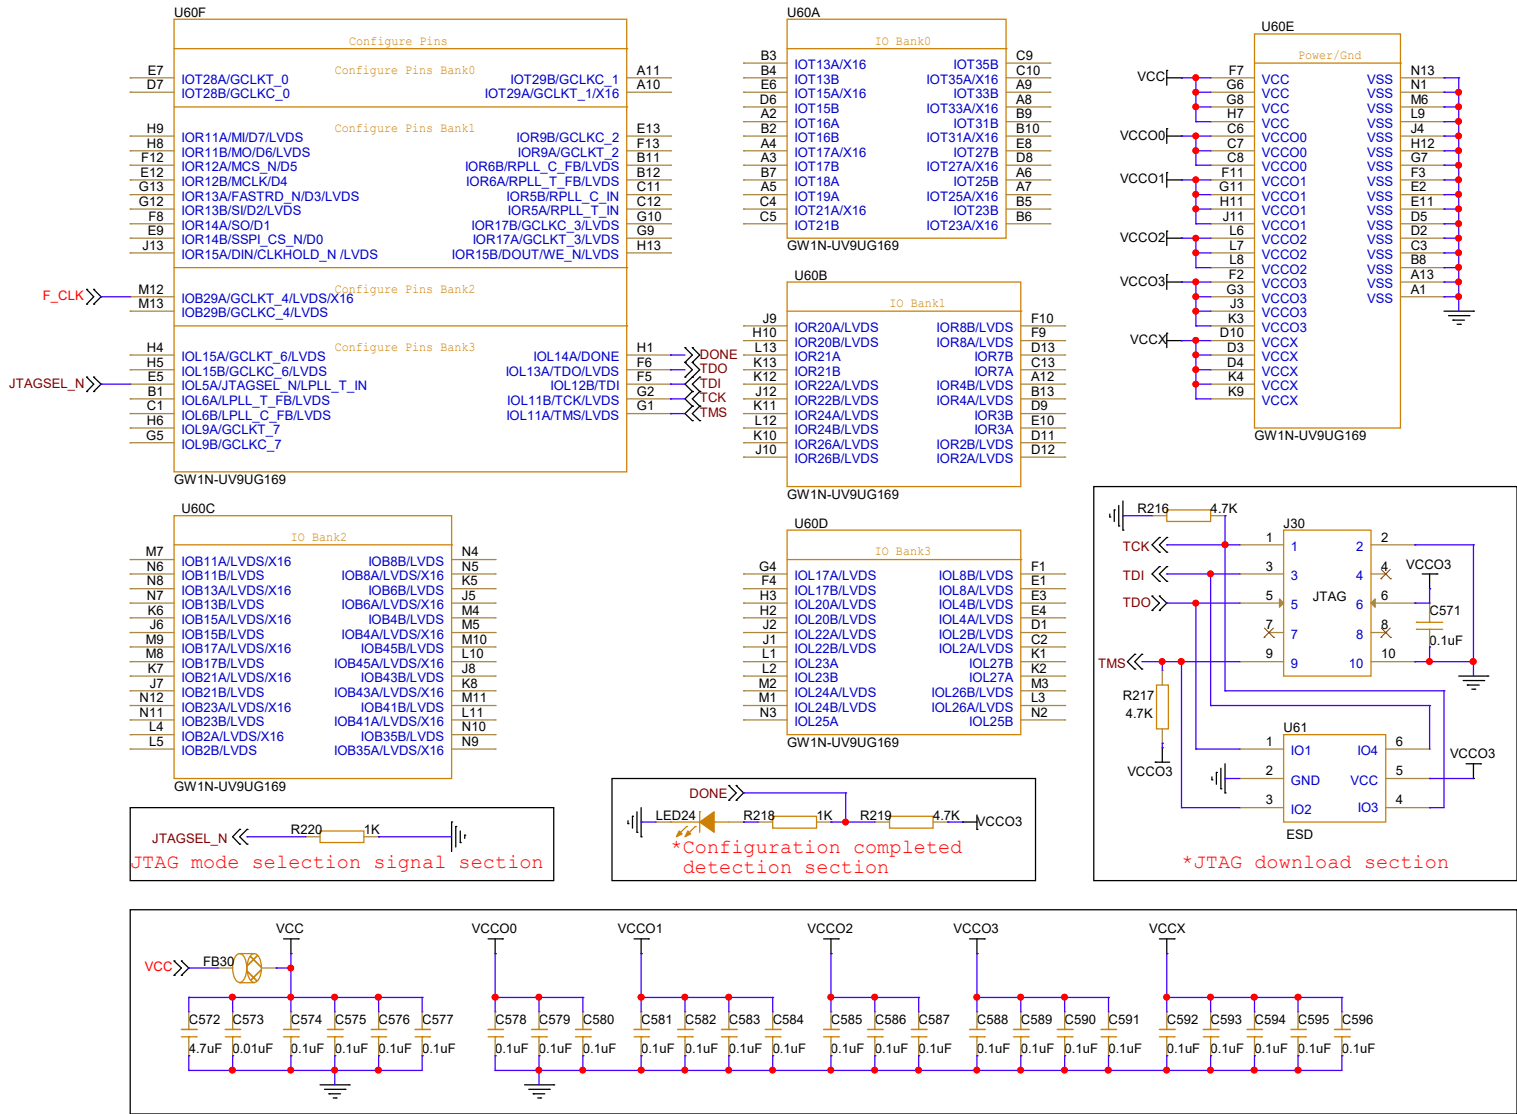 U60F
Configure Pins
Configure Pins Bank0
E7 IOT28A/GCLKT_0 IOT29B/GCLKC_1 A11
D7 IOT28B/GCLKC_0 IOT29A/GCLKT_1/X16 A10
Configure Pins Bank1
H9 IOR11A/MI/D7/LVDS IOR9B/GCLKC_2 E13
H8 IOR11B/MO/D6/LVDS IOR9A/GCLKT_2 F13
F12 IOR12A/MCS_N/D5 IOR6B/RPLL_C_FB/LVDS B11
E12 IOR12B/MCLK/D4 IOR6A/RPLL_T_FB/LVDS B12
G13 IOR13A/FASTRD_N/D3/LVDS IOR5B/RPLL_C_IN C11
G12 IOR13B/SI/D2/LVDS IOR5A/RPLL_T_IN C12
F8 IOR14A/SO/D1 IOR17B/GCLKC_3/LVDS G10
E9 IOR14B/SSPI_CS_N/D0 IOR17A/GCLKT_3/LVDS G9
J13 IOR15A/DIN/CLKHOLD_N /LVDS IOR15B/DOUT/WE_N/LVDS H13
Configure Pins Bank2
F_CLK M12 IOB29A/GCLKT_4/LVDS/X16
M13 IOB29B/GCLKC_4/LVDS
Configure Pins Bank3
H4 IOL15A/GCLKT_6/LVDS IOL14A/DONE H1 DONE
H5 IOL15B/GCLKC_6/LVDS IOL13A/TDO/LVDS F6 TDO
JTAGSEL_N E5 IOL5A/JTAGSEL_N/LPLL_T_IN IOL12B/TDI F5 TDI
B1 IOL6A/LPLL_T_FB/LVDS IOL11B/TCK/LVDS G2 TCK
C1 IOL6B/LPLL_C_FB/LVDS IOL11A/TMS/LVDS G1 TMS
H6 IOL9A/GCLKT_7
G5 IOL9B/GCLKC_7
GW1N-UV9UG169
U60A
IO Bank0
B3 IOT13A/X16 IOT35B C9
B4 IOT13B IOT35A/X16 C10
E6 IOT15A/X16 IOT33B A9
D6 IOT15B IOT33A/X16 A8
A2 IOT16A IOT31B B9
B2 IOT16B IOT31A/X16 B10
A4 IOT17A/X16 IOT27B E8
A3 IOT17B IOT27A/X16 D8
B7 IOT18A IOT25B A6
A5 IOT19A IOT25A/X16 A7
C4 IOT21A/X16 IOT23B B5
C5 IOT21B IOT23A/X16 B6
GW1N-UV9UG169
U60E
Power/Gnd
VCC F7 VCC VSS N13
G6 VCC VSS N1
G8 VCC VSS M6
H7 VCC VSS L9
VCCO0 C6 VCCO0 VSS J4
C7 VCCO0 VSS H12
C8 VCCO0 VSS G7
VCCO1 F11 VCCO1 VSS F3
G11 VCCO1 VSS E2
H11 VCCO1 VSS E11
J11 VCCO1 VSS D5
VCCO2 L6 VCCO2 VSS D2
L7 VCCO2 VSS C3
L8 VCCO2 VSS B8
VCCO3 F2 VCCO3 VSS A13
G3 VCCO3 VSS A1
J3 VCCO3
K3 VCCO3
VCCX D10 VCCX
D3 VCCX
D4 VCCX
K4 VCCX
K9 VCCX
GW1N-UV9UG169
U60B
IO Bank1
J9 IOR20A/LVDS IOR8B/LVDS F10
H10 IOR20B/LVDS IOR8A/LVDS F9
L13 IOR21A IOR7B D13
K13 IOR21B IOR7A C13
K12 IOR22A/LVDS IOR4B/LVDS A12
J12 IOR22B/LVDS IOR4A/LVDS B13
K11 IOR24A/LVDS IOR3B D9
L12 IOR24B/LVDS IOR3A E10
K10 IOR26A/LVDS IOR2B/LVDS D11
J10 IOR26B/LVDS IOR2A/LVDS D12
GW1N-UV9UG169
U60C
IO Bank2
M7 IOB11A/LVDS/X16 IOB8B/LVDS N4
N6 IOB11B/LVDS IOB8A/LVDS/X16 N5
N8 IOB13A/LVDS/X16 IOB6B/LVDS K5
N7 IOB13B/LVDS IOB6A/LVDS/X16 J5
K6 IOB15A/LVDS/X16 IOB4B/LVDS M4
J6 IOB15B/LVDS IOB4A/LVDS/X16 M5
M9 IOB17A/LVDS/X16 IOB45B/LVDS M10
M8 IOB17B/LVDS IOB45A/LVDS/X16 L10
K7 IOB21A/LVDS/X16 IOB43B/LVDS J8
J7 IOB21B/LVDS IOB43A/LVDS/X16 K8
N12 IOB23A/LVDS/X16 IOB41B/LVDS M11
N11 IOB23B/LVDS IOB41A/LVDS/X16 L11
L4 IOB2A/LVDS/X16 IOB35B/LVDS N10
L5 IOB2B/LVDS IOB35A/LVDS/X16 N9
GW1N-UV9UG169
U60D
IO Bank3
G4 IOL17A/LVDS IOL8B/LVDS F1
F4 IOL17B/LVDS IOL8A/LVDS E1
H3 IOL20A/LVDS IOL4B/LVDS E3
H2 IOL20B/LVDS IOL4A/LVDS E4
J2 IOL22A/LVDS IOL2B/LVDS D1
J1 IOL22B/LVDS IOL2A/LVDS C2
L1 IOL23A IOL27B K1
L2 IOL23B IOL27A K2
M2 IOL24A/LVDS IOL26B/LVDS M3
M1 IOL24B/LVDS IOL26A/LVDS L3
N3 IOL25A IOL25B N2
GW1N-UV9UG169
R216 4.7K
J30
TCK 1 1 2 2
TDI 3 3 4 4 VCCO3
TDO 5 5 JTAG 6 6
7 7 8 8 C571 0.1uF
TMS 9 9 10 10
R217
4.7K
VCCO3
U61
1 IO1 IO4 6
2 GND VCC 5 VCCO3
3 IO2 IO3 4
ESD
*JTAG download section
JTAGSEL_N R220 1K
JTAG mode selection signal section
DONE
LED24 R218 1K R219 4.7K VCCO3
*Configuration completed
detection section
VCC VCCO0 VCCO1 VCCO2 VCCO3 VCCX
VCC FB30
C572 C573 C574 C575 C576 C577 C578 C579 C580 C581 C582 C583 C584 C585 C586 C587 C588 C589 C590 C591 C592 C593 C594 C595 C596
4.7uF 0.01uF 0.1uF 0.1uF 0.1uF 0.1uF 0.1uF 0.1uF 0.1uF 0.1uF 0.1uF 0.1uF 0.1uF 0.1uF 0.1uF 0.1uF 0.1uF 0.1uF 0.1uF 0.1uF 0.1uF 0.1uF 0.1uF 0.1uF 0.1uF